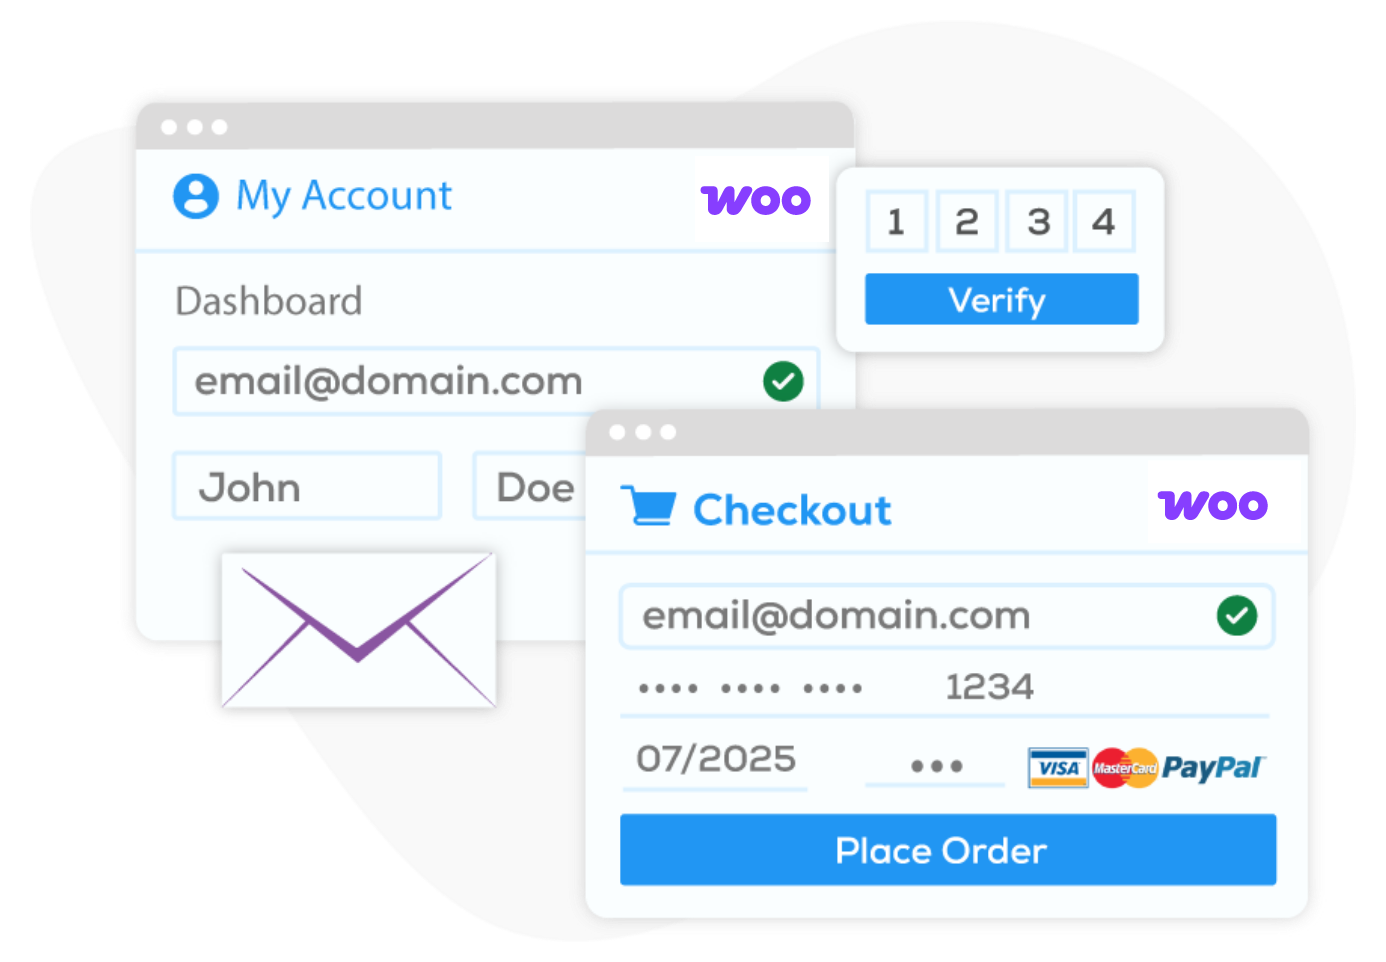 My Account
woo
1 2 3 4
Verify
Dashboard
email@domain.com
John
Doe
Checkout
woo
email@domain.com
•••• •••• •••• 1234
07/2025
•••
VISA MasterCard PayPal
Place Order